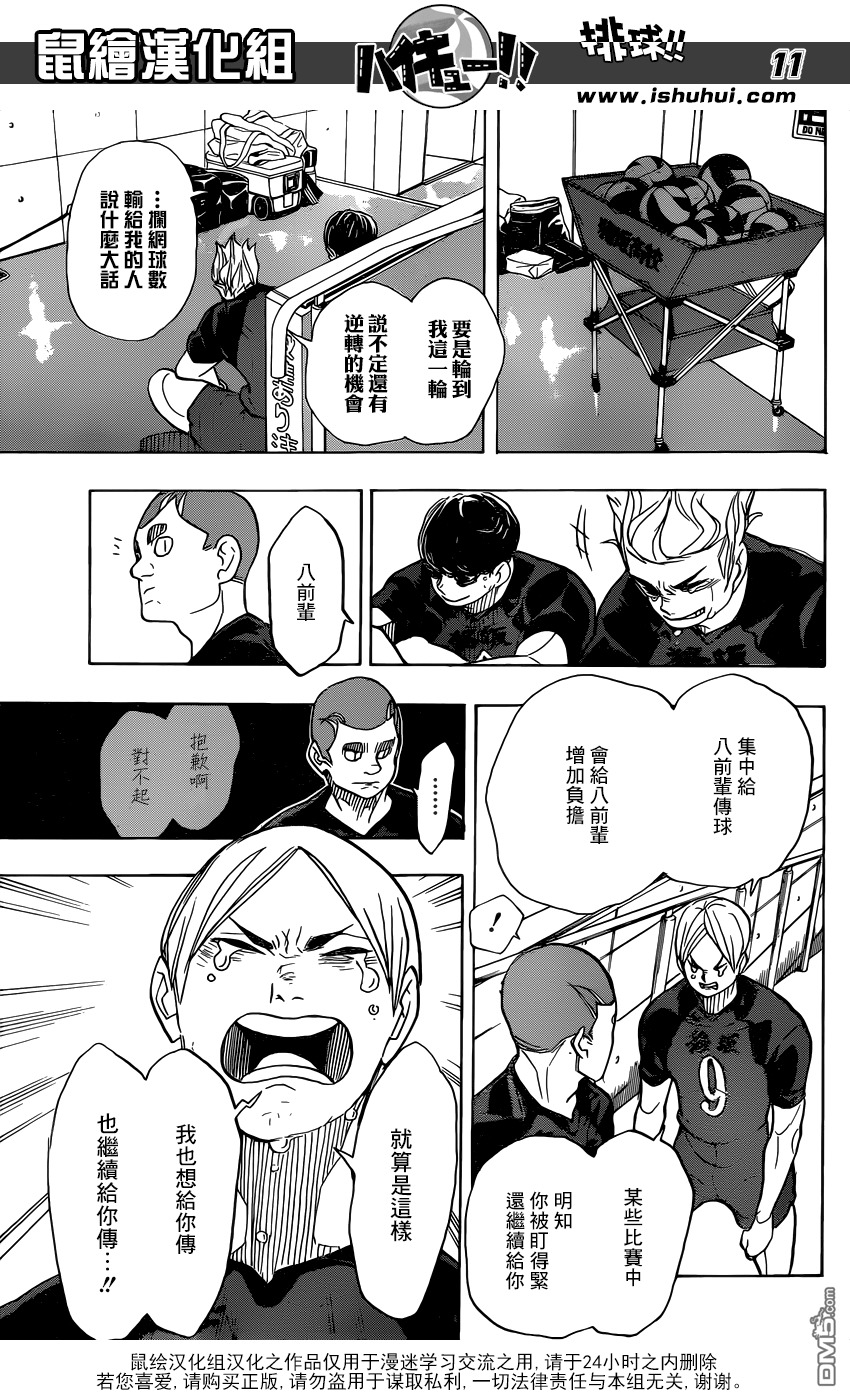 鼠繪漢化組
ハイキュー!!
排球!!
11
www.ishuhui.com
DO NA
要是輪到
我這一輪
說不定還有
逆轉的機會
…攔網球數
輸給我的人
說什麼大話
八前輩
集中給
八前輩傳球
會給八前輩
增加負擔
……
抱歉啊
對不起
!
某些比賽中
明知
你被盯得緊
還繼續給你
就算是這樣
我也想給你傳
也繼續給你傳…!!
9
DM5.com
鼠绘汉化组汉化之作品仅用于漫迷学习交流之用, 请于24小时之内删除
若您喜爱, 请购买正版, 请勿盗用于谋取私利, 一切法律责任与本组无关, 谢谢.